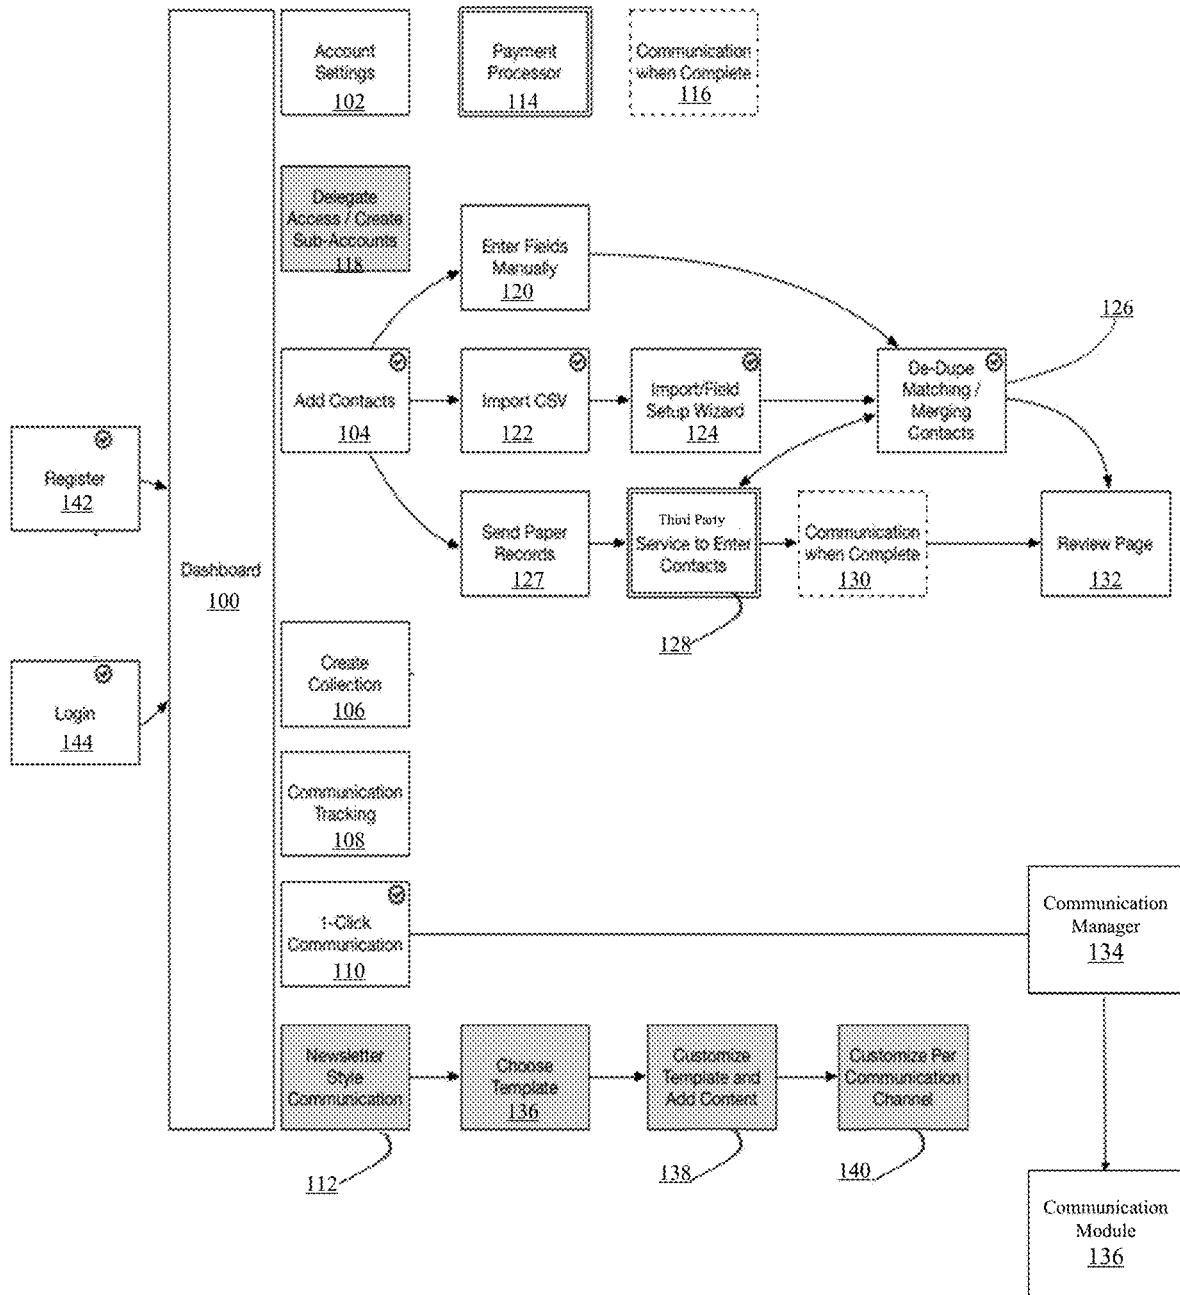 Account
Settings
102
Payment
Processor
114
Communication
when Complete
116
Delegate
Access / Create
Sub-Accounts
118
Enter Fields
Manually
120
126
Add Contacts
104
Import CSV
122
Import/Field
Setup Wizard
124
De-Dupe
Matching /
Merging
Contacts
Register
142
Send Paper
Records
127
Third Party
Service to Enter
Contacts
128
Communication
when Complete
130
Review Page
132
Dashboard
100
Create
Collection
106
Login
144
Communication
Tracking
108
1-Click
Communication
110
Communication
Manager
134
Newsletter
Style
Communication
112
Choose
Template
136
Customize
Template and
Add Content
138
Customize Per
Communication
Channel
140
Communication
Module
136